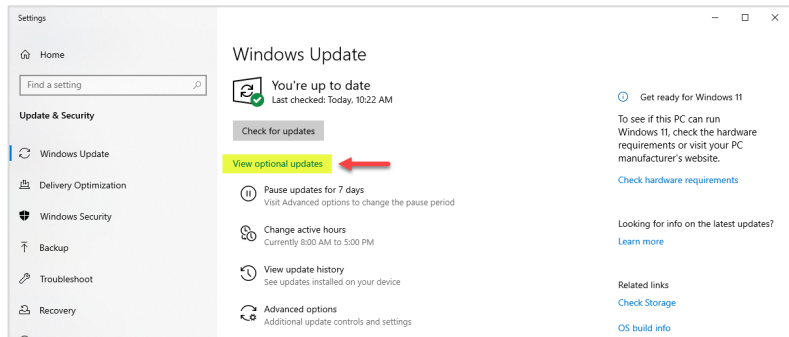 Settings
Home
Find a setting
Update & Security
Windows Update
Delivery Optimization
Windows Security
Backup
Troubleshoot
Recovery
Windows Update
You're up to date
Last checked: Today, 10:22 AM
Check for updates
View optional updates
Pause updates for 7 days
Visit Advanced options to change the pause period
Change active hours
Currently 8:00 AM to 5:00 PM
View update history
See updates installed on your device
Advanced options
Additional update controls and settings
Get ready for Windows 11
To see if this PC can run
Windows 11, check the hardware
requirements or visit your PC
manufacturer's website.
Check hardware requirements
Looking for info on the latest updates?
Learn more
Related links
Check Storage
OS build info